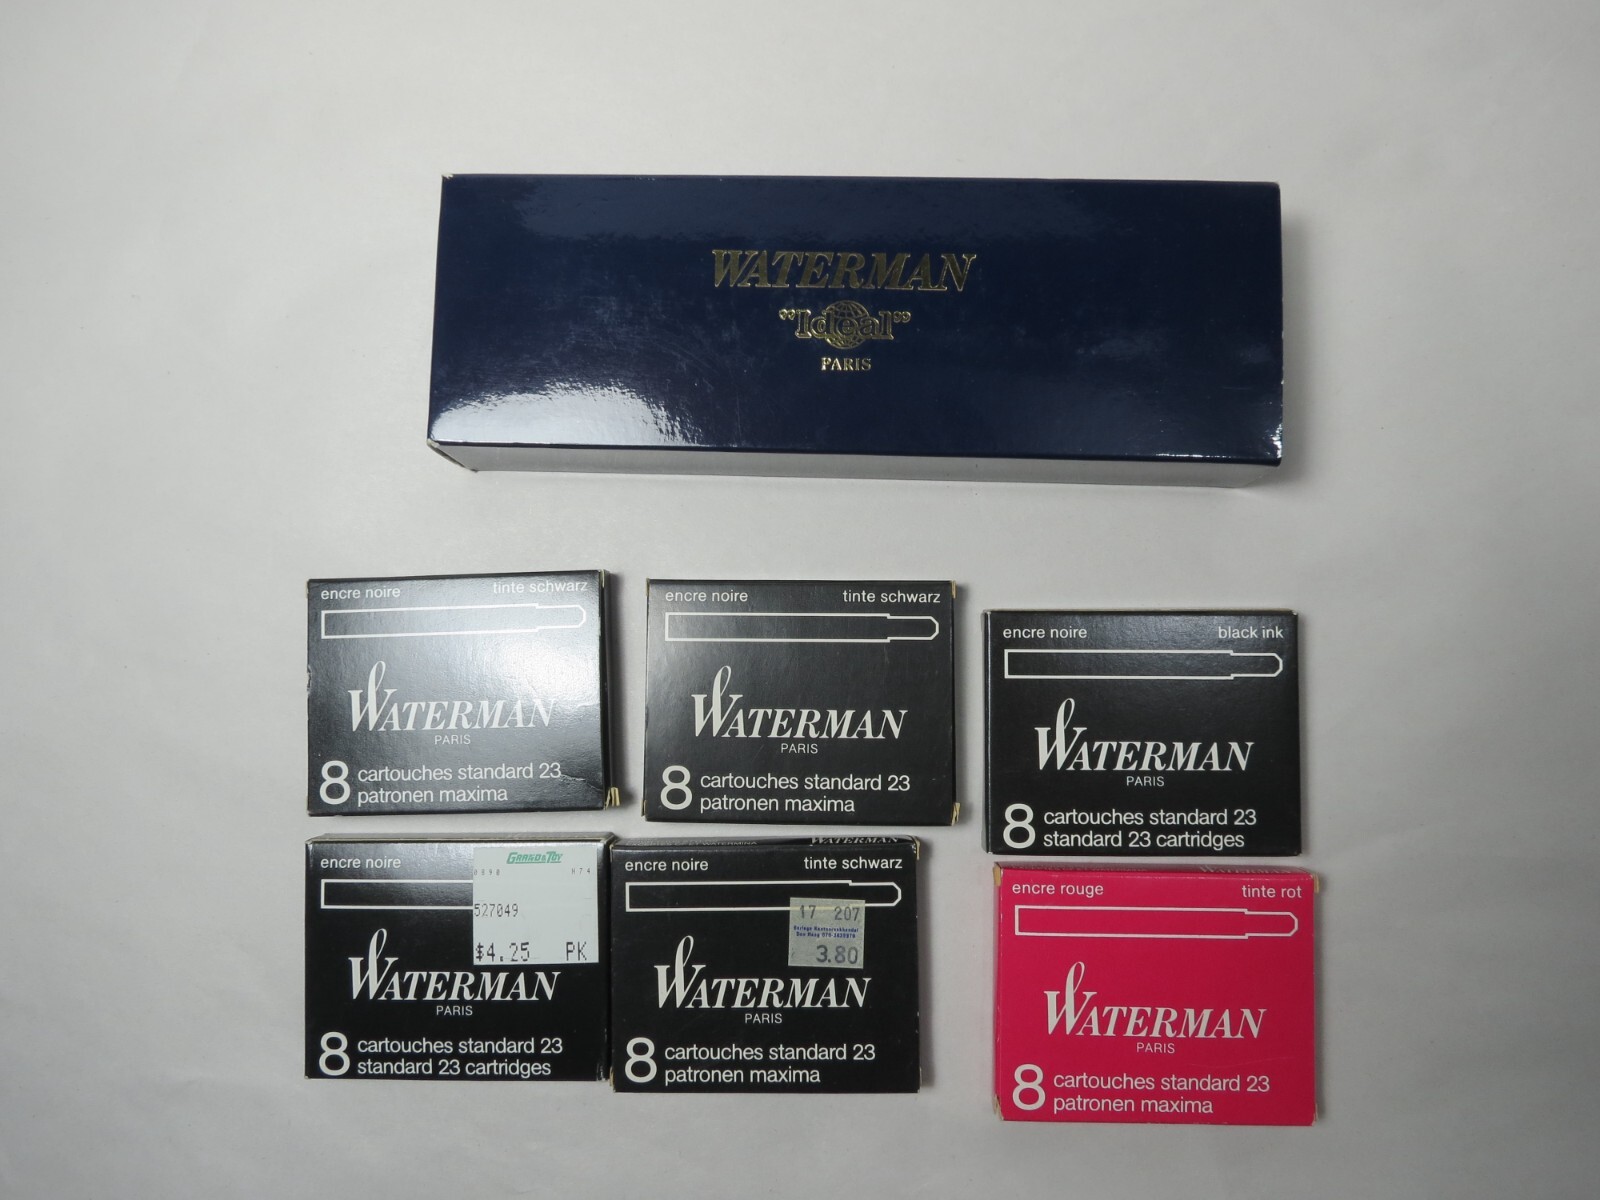 WATERMAN
"Ideal"
PARIS
encre noire tinte schwarz
WATERMAN
PARIS
8 cartouches standard 23
patronen maxima
encre noire tinte schwarz
WATERMAN
PARIS
8 cartouches standard 23
patronen maxima
encre noire black ink
WATERMAN
PARIS
8 cartouches standard 23
standard 23 cartridges
encre noire
GRAND & TOY
527049
$4.25 PK
WATERMAN
PARIS
8 cartouches standard 23
standard 23 cartridges
WATERMAN
encre noire tinte schwarz
17 207
3.80
WATERMAN
PARIS
8 cartouches standard 23
patronen maxima
encre rouge tinte rot
WATERMAN
PARIS
8 cartouches standard 23
patronen maxima